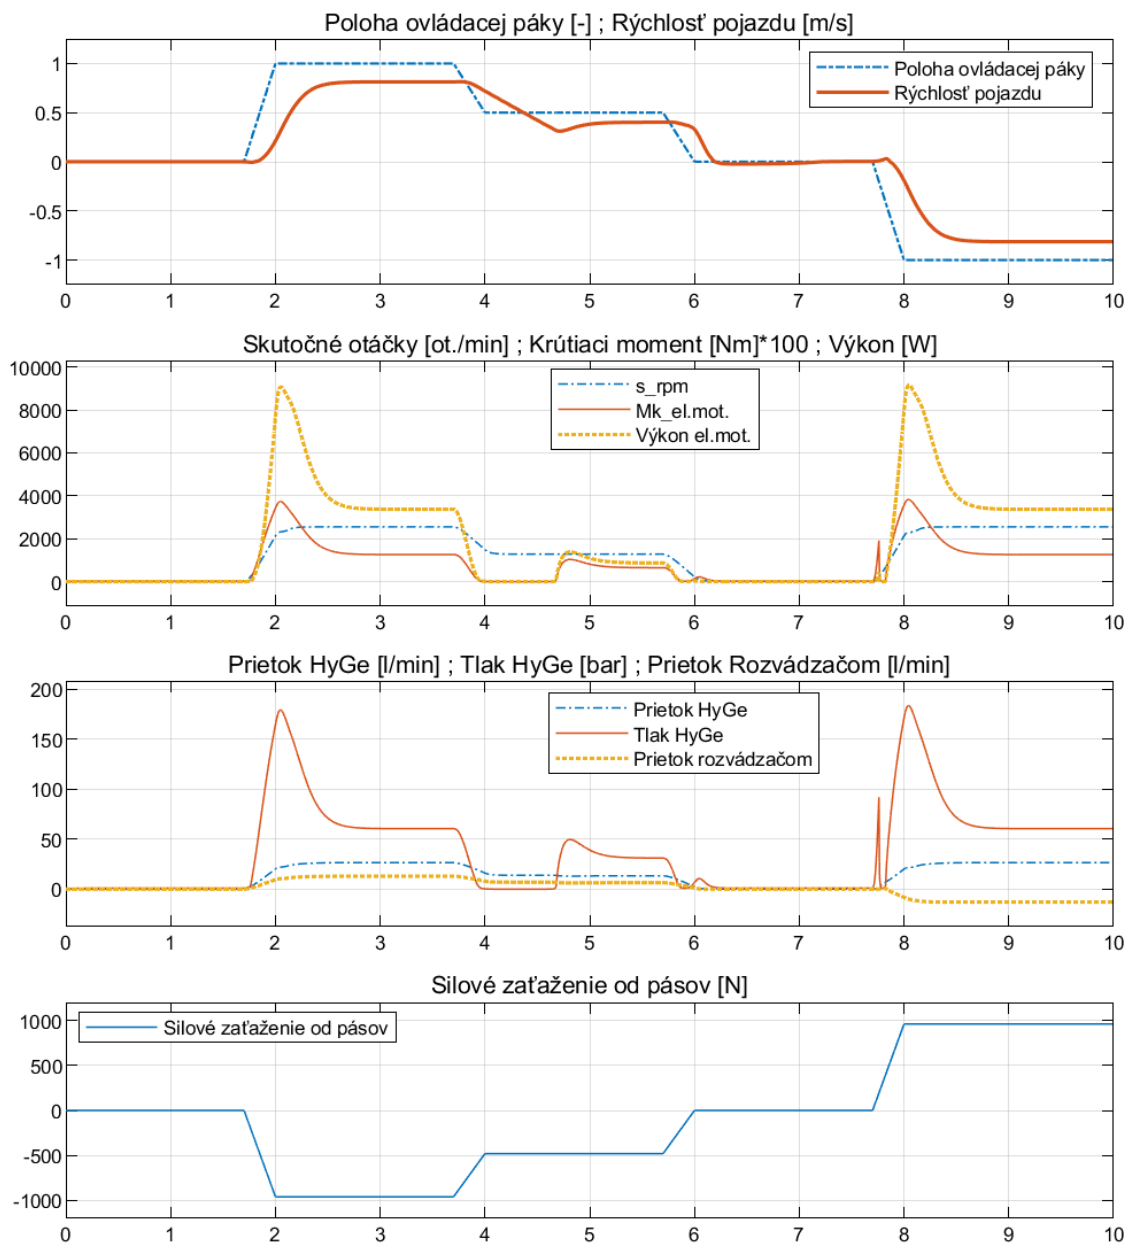 Poloha ovládacej páky [-] ; Rýchlosť pojazdu [m/s]
1
0.5
0
-0.5
-1
Poloha ovládacej páky
Rýchlosť pojazdu
0 1 2 3 4 5 6 7 8 9 10
Skutočné otáčky [ot./min] ; Krútiaci moment [Nm]*100 ; Výkon [W]
10000
8000
6000
4000
2000
0
s_rpm
Mk_el.mot.
Výkon el.mot.
0 1 2 3 4 5 6 7 8 9 10
Prietok HyGe [l/min] ; Tlak HyGe [bar] ; Prietok Rozvádzačom [l/min]
200
150
100
50
0
Prietok HyGe
Tlak HyGe
Prietok rozvádzačom
0 1 2 3 4 5 6 7 8 9 10
Silové zaťaženie od pásov [N]
1000
500
0
-500
-1000
Silové zaťaženie od pásov
0 1 2 3 4 5 6 7 8 9 10